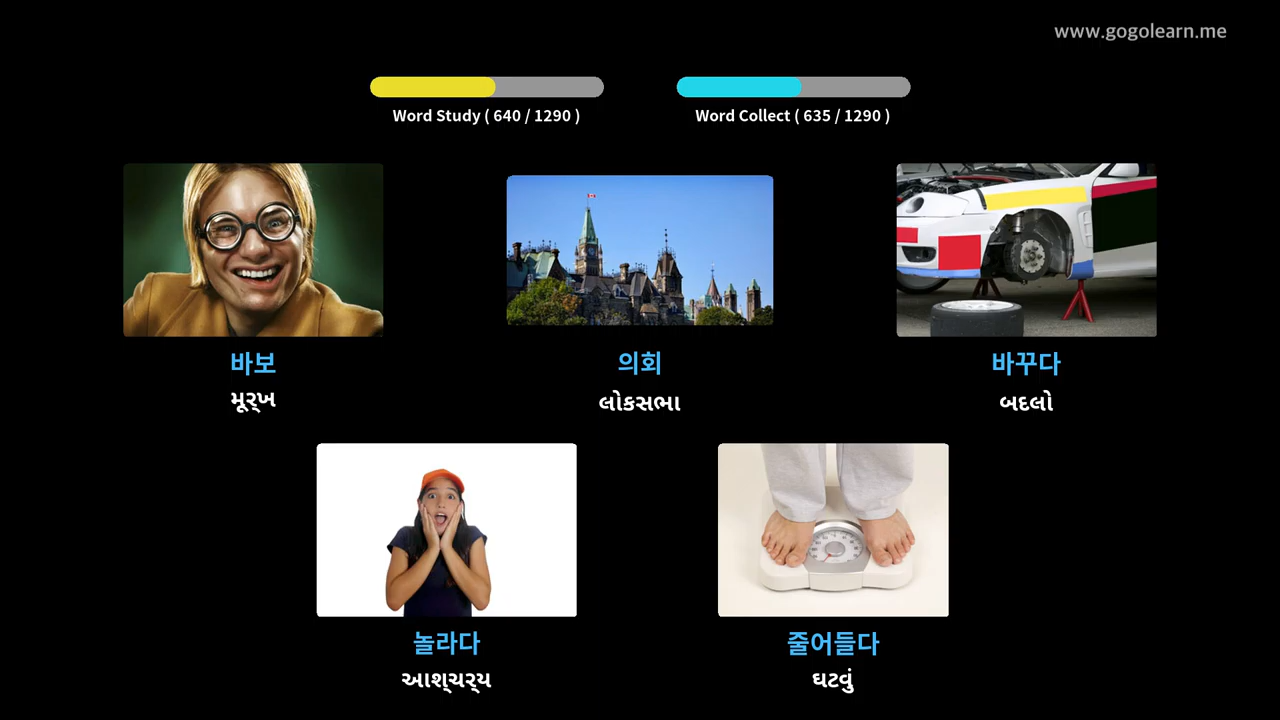 www.gogolearn.me
Word Study ( 640 / 1290 )
Word Collect ( 635 / 1290 )
바보
મૂર્ખ
의회
લોકસભા
바꾸다
બદલો
놀라다
આશ્ચર્ય
줄어들다
ઘટવું